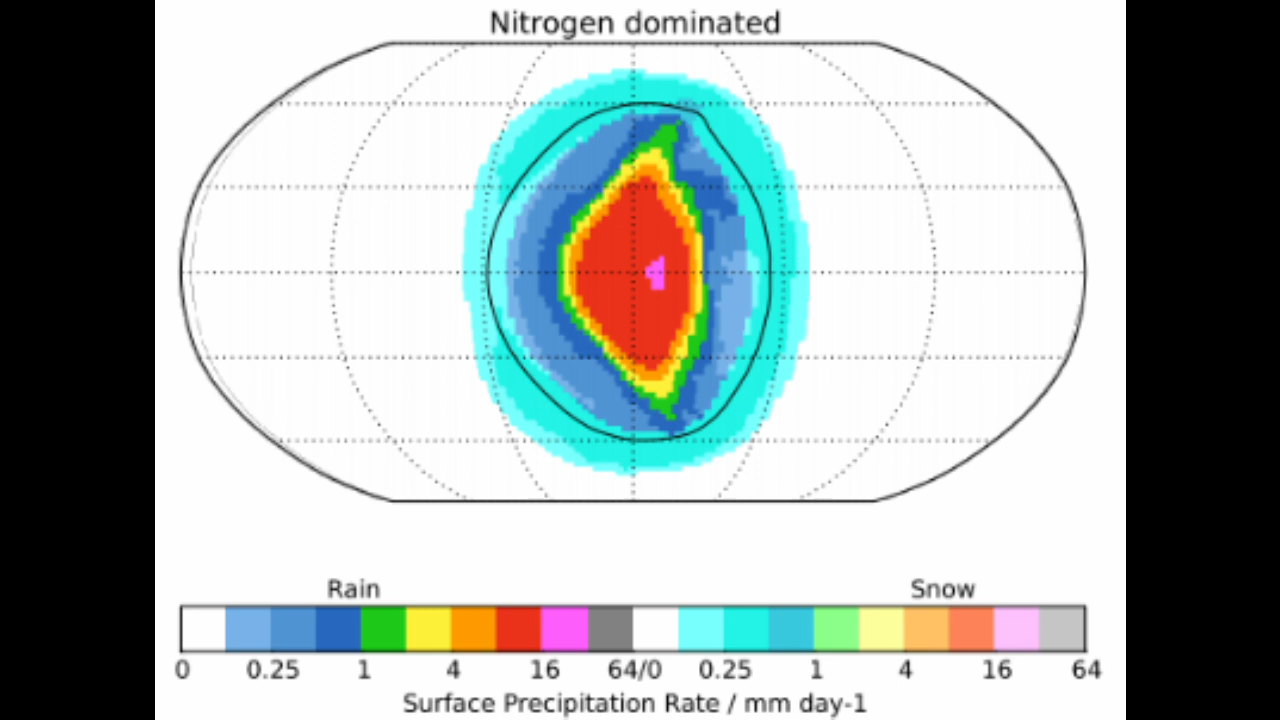 Nitrogen dominated
Rain Snow
0 0.25 1 4 16 64/0 0.25 1 4 16 64
Surface Precipitation Rate / mm day-1